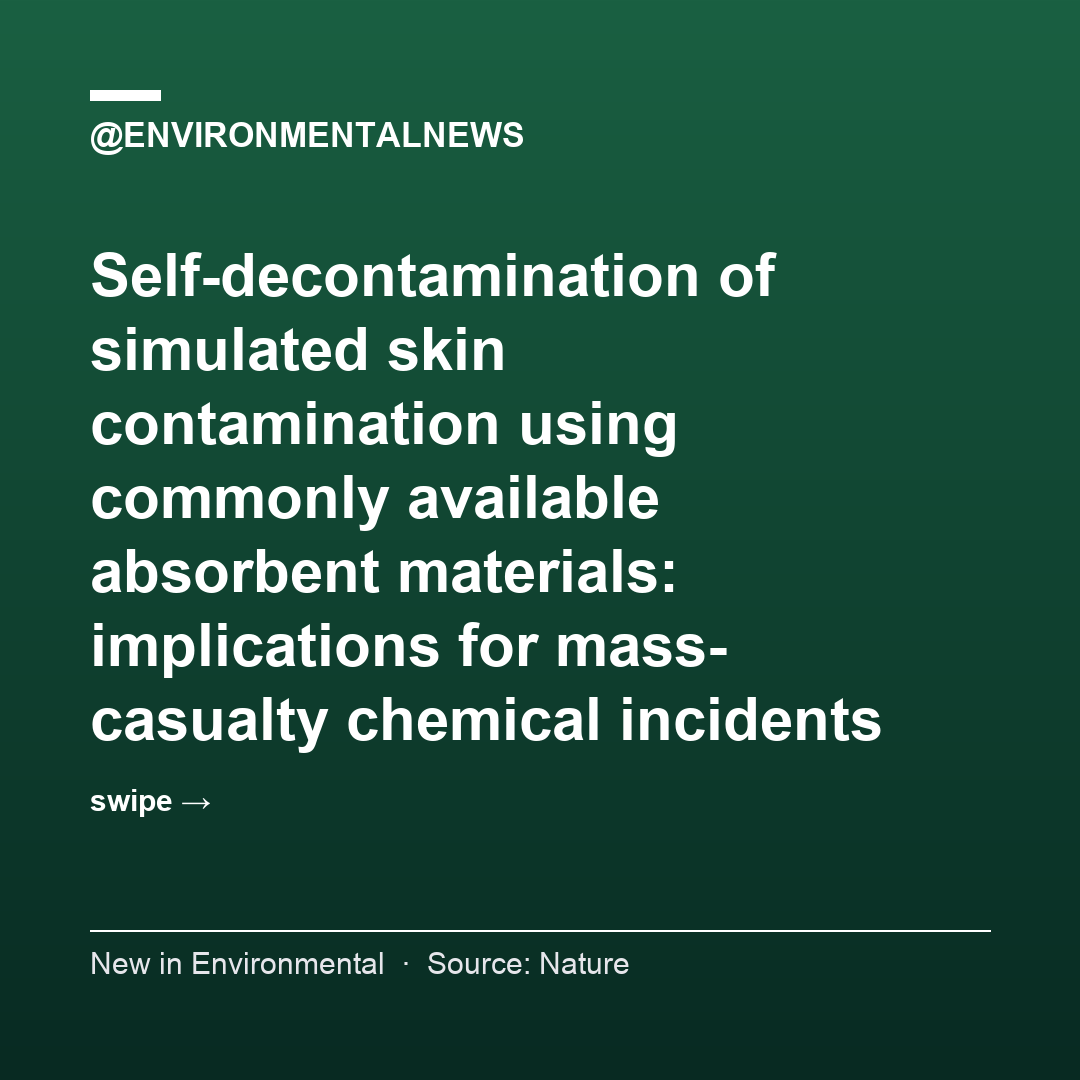 @ENVIRONMENTALNEWS
Self-decontamination of
simulated skin
contamination using
commonly available
absorbent materials:
implications for mass-
casualty chemical incidents
swipe →
New in Environmental · Source: Nature